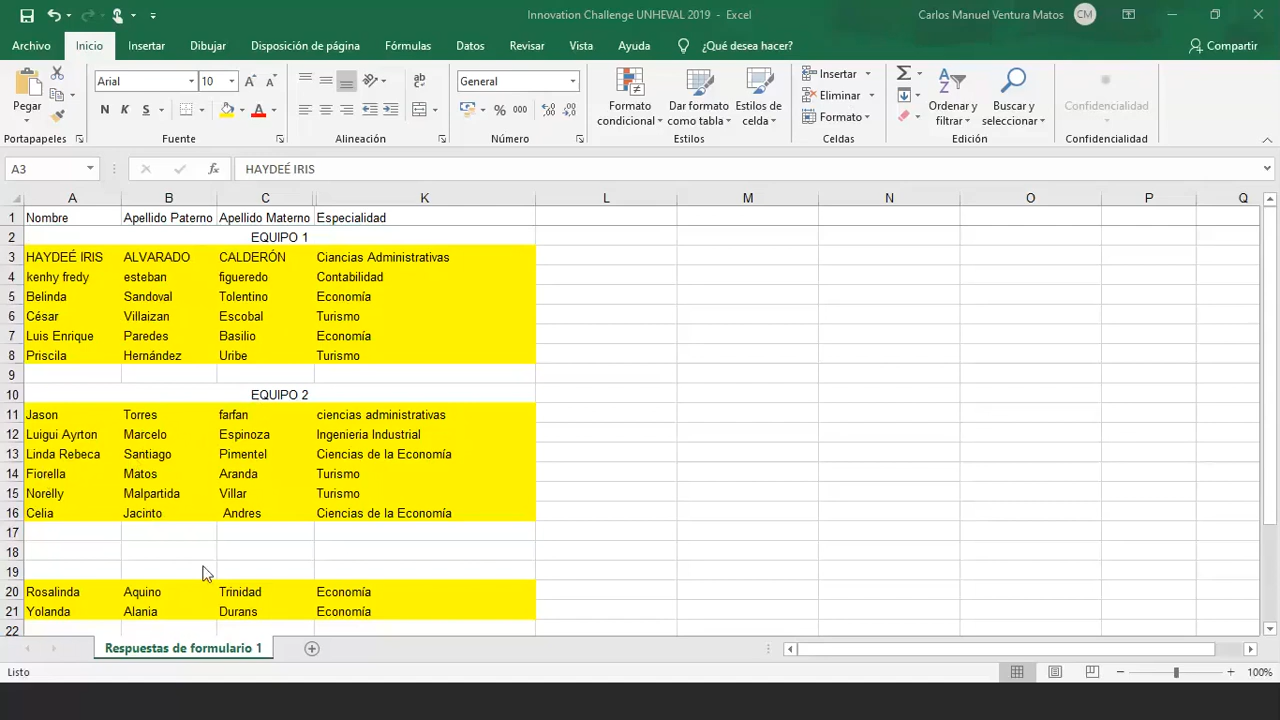 Innovation Challenge UNHEVAL 2019 - Excel
Carlos Manuel Ventura Matos CM
Archivo Inicio Insertar Dibujar Disposición de página Fórmulas Datos Revisar Vista Ayuda ¿Qué desea hacer? Compartir
Pegar
Portapapeles
Arial 10
N K S
Fuente
ab
Alineación
General
% 000
Número
Formato condicional
Dar formato como tabla
Estilos de celda
Estilos
Insertar
Eliminar
Formato
Celdas
Ordenar y filtrar
Buscar y seleccionar
Edición
Confidencialidad
Confidencialidad
A3 fx HAYDEÉ IRIS
A B C K L M N O P Q
1 Nombre Apellido Paterno Apellido Materno Especialidad
2 EQUIPO 1
3 HAYDEÉ IRIS ALVARADO CALDERÓN Ciancias Administrativas
4 kenhy fredy esteban figueredo Contabilidad
5 Belinda Sandoval Tolentino Economía
6 César Villaizan Escobal Turismo
7 Luis Enrique Paredes Basilio Economía
8 Priscila Hernández Uribe Turismo
9
10 EQUIPO 2
11 Jason Torres farfan ciencias administrativas
12 Luigui Ayrton Marcelo Espinoza Ingenieria Industrial
13 Linda Rebeca Santiago Pimentel Ciencias de la Economía
14 Fiorella Matos Aranda Turismo
15 Norelly Malpartida Villar Turismo
16 Celia Jacinto Andres Ciencias de la Economía
17
18
19
20 Rosalinda Aquino Trinidad Economía
21 Yolanda Alania Durans Economía
22
Respuestas de formulario 1
Listo 100%